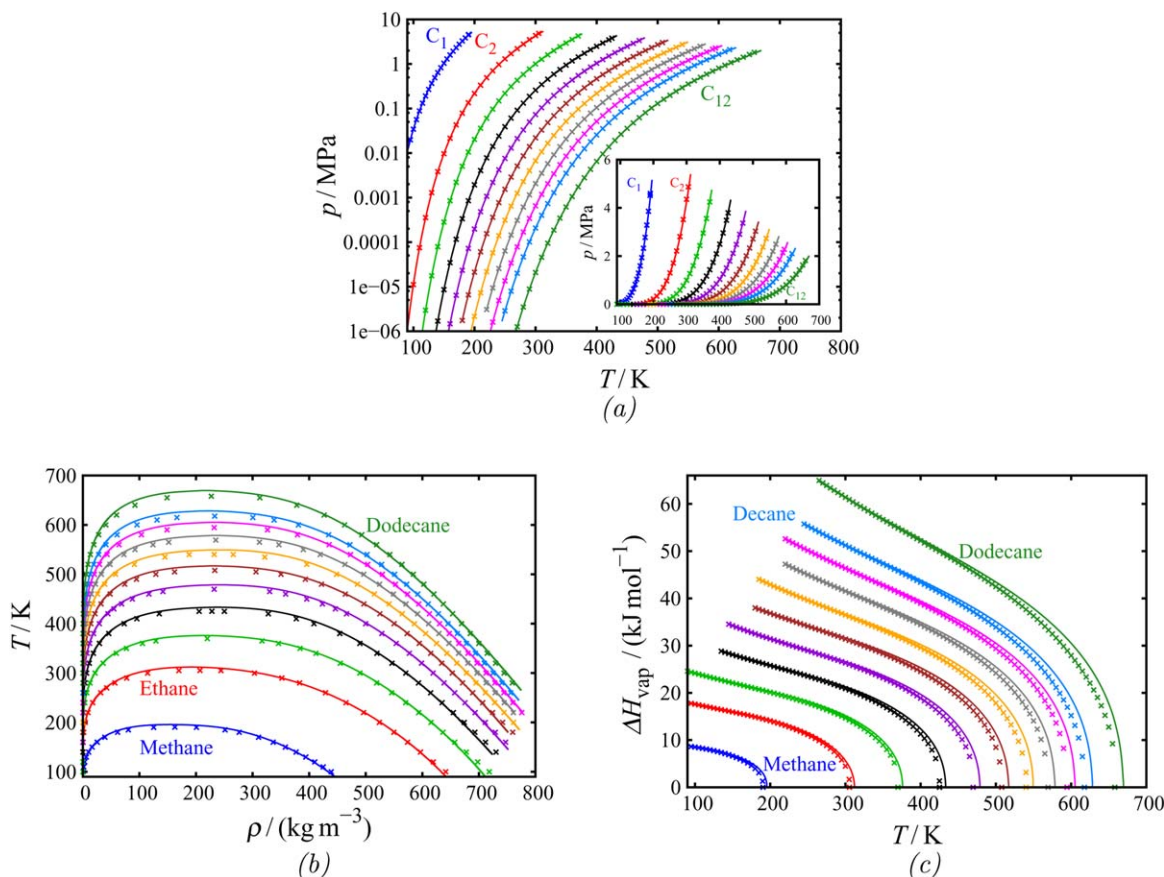 10
1
0.1
0.01
0.001
0.0001
1e−05
1e−06
p / MPa
C₁
C₂
C₁₂
6
4
2
0
p / MPa
C₁
C₂
C₁₂
100 200 300 400 500 600 700
100 200 300 400 500 600 700 800
T / K
(a)
700
600
500
400
300
200
100
T / K
Dodecane
Ethane
Methane
0 100 200 300 400 500 600 700 800
ρ / (kg m⁻³)
(b)
60
50
40
30
20
10
0
ΔHvap / (kJ mol⁻¹)
Decane
Dodecane
Methane
100 200 300 400 500 600 700
T / K
(c)